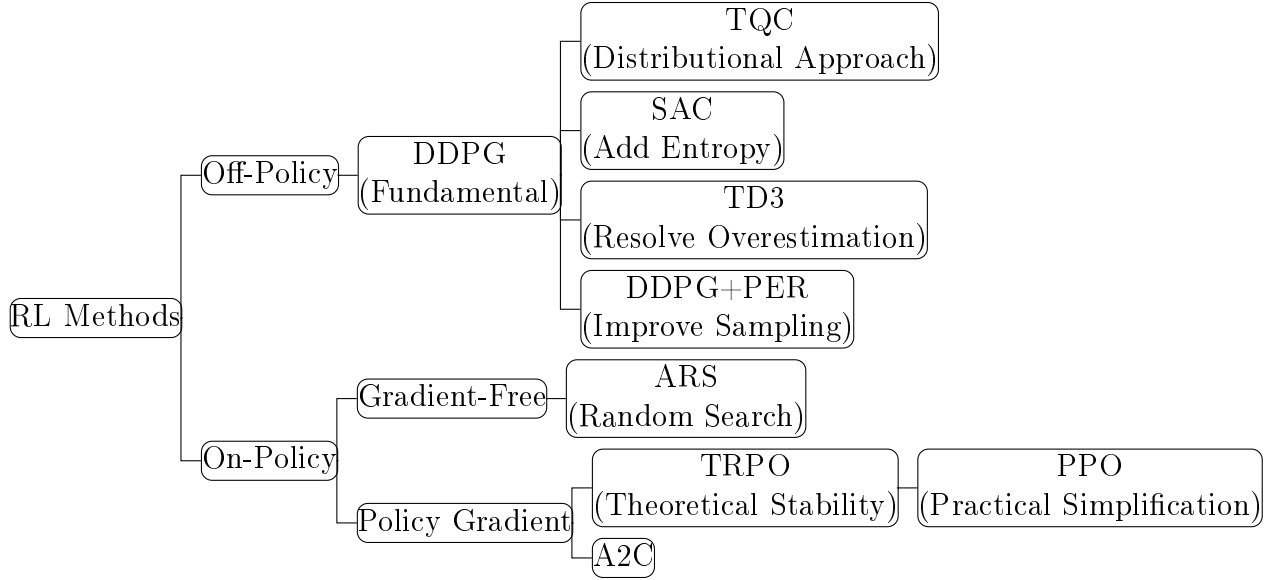 TQC
(Distributional Approach)
SAC
(Add Entropy)
Off-Policy
DDPG
(Fundamental)
TD3
(Resolve Overestimation)
DDPG+PER
(Improve Sampling)
RL Methods
Gradient-Free
ARS
(Random Search)
On-Policy
TRPO
(Theoretical Stability)
PPO
(Practical Simplification)
Policy Gradient
A2C